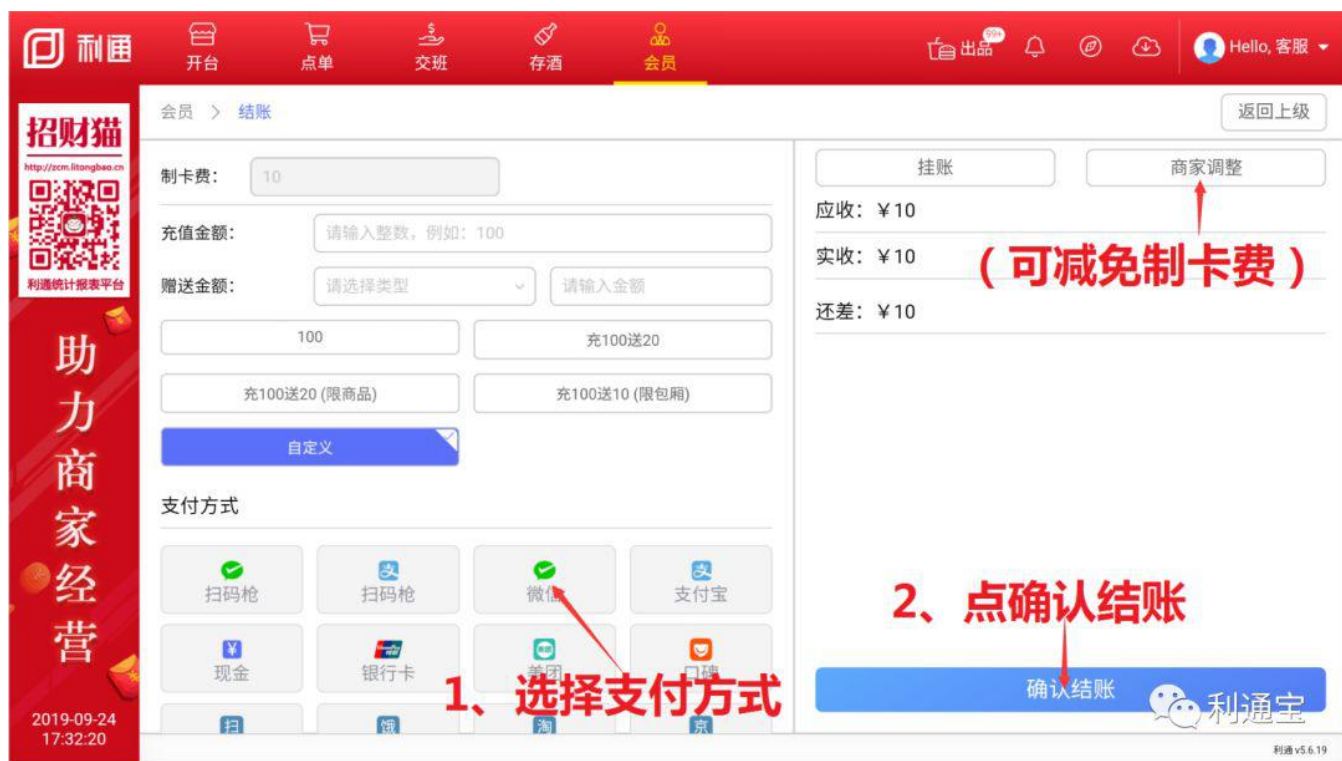 利通
开台
点单
交班
存酒
会员
出品
99+
Hello, 客服
招财猫
http://zcm.litongbao.cn
利通统计报表平台
助力商家经营
2019-09-24
17:32:20
会员 > 结账
返回上级
制卡费： 10
充值金额： 请输入整数，例如：100
赠送金额： 请选择类型 请输入金额
100
充100送20
充100送20 (限商品)
充100送10 (限包厢)
自定义
支付方式
扫码枪
扫码枪
微信
支付宝
现金
银行卡
美团
口碑
扫
饿
淘
京
1、选择支付方式
挂账
商家调整
应收：￥10
实收：￥10
（可减免制卡费）
还差：￥10
2、点确认结账
确认结账
利通宝
利通 v5.6.19